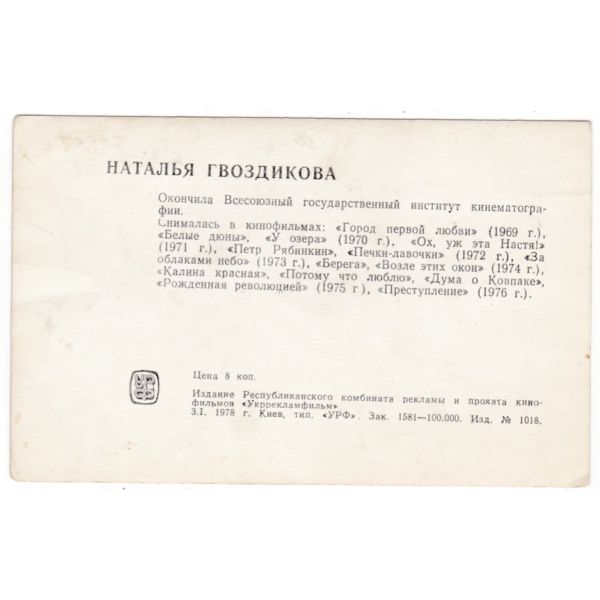 НАТАЛЬЯ ГВОЗДИКОВА
Окончила Всесоюзный государственный институт кинематогра-
фии.
Снималась в кинофильмах: «Город первой любви» (1969 г.),
«Белые дюны», «У озера» (1970 г.), «Ох, уж эта Настя!»
(1971 г.), «Петр Рябинкин», «Печки-лавочки» (1972 г.), «За
облаками небо» (1973 г.), «Берега», «Возле этих окон» (1974 г.),
«Калина красная», «Потому что люблю», «Дума о Ковпаке»,
«Рожденная революцией» (1975 г ), «Преступление» (1976 г.).
Цена 8 коп.
Издание Республиканского комбината рекламы и проката кино-
фильмов «Укррекламфильм»
3.I. 1978 г. Киев, тип. «УРФ». Зак. 1581—100.000. Изд. № 1018.